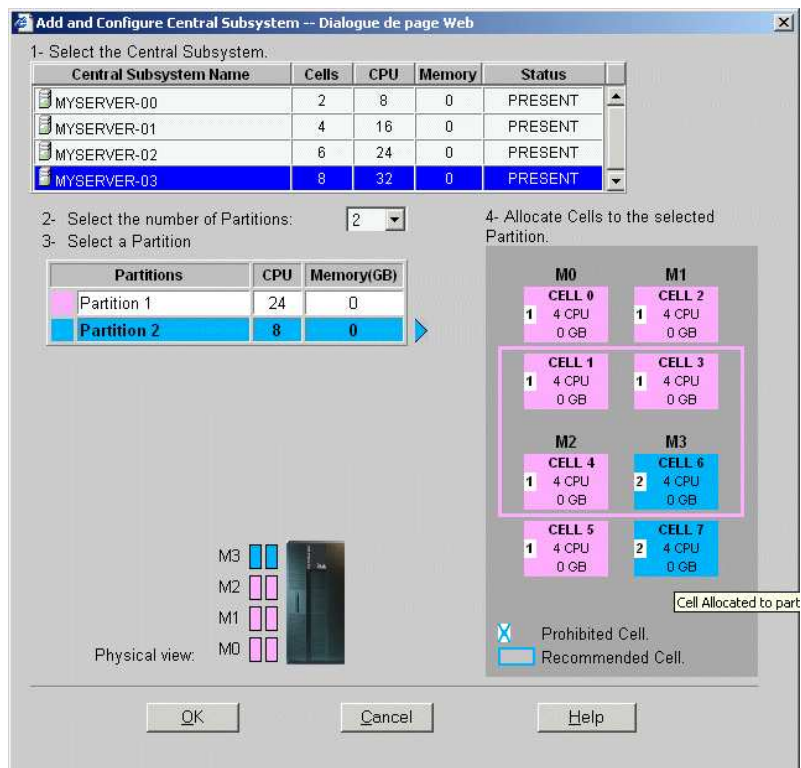 Add and Configure Central Subsystem -- Dialogue de page Web
1- Select the Central Subsystem.
Central Subsystem Name Cells CPU Memory Status
MYSERVER-00 2 8 0 PRESENT
MYSERVER-01 4 16 0 PRESENT
MYSERVER-02 6 24 0 PRESENT
MYSERVER-03 8 32 0 PRESENT
2- Select the number of Partitions: 2
3- Select a Partition
Partitions CPU Memory(GB)
Partition 1 24 0
Partition 2 8 0
4- Allocate Cells to the selected
Partition.
M0 M1
CELL 0 CELL 2
1 4 CPU 1 4 CPU
0 GB 0 GB
CELL 1 CELL 3
1 4 CPU 1 4 CPU
0 GB 0 GB
M2 M3
CELL 4 CELL 6
1 4 CPU 2 4 CPU
0 GB 0 GB
CELL 5 CELL 7
1 4 CPU 2 4 CPU
0 GB 0 GB
Cell Allocated to part
Prohibited Cell.
Recommended Cell.
M3
M2
M1
Physical view: M0
OK Cancel Help